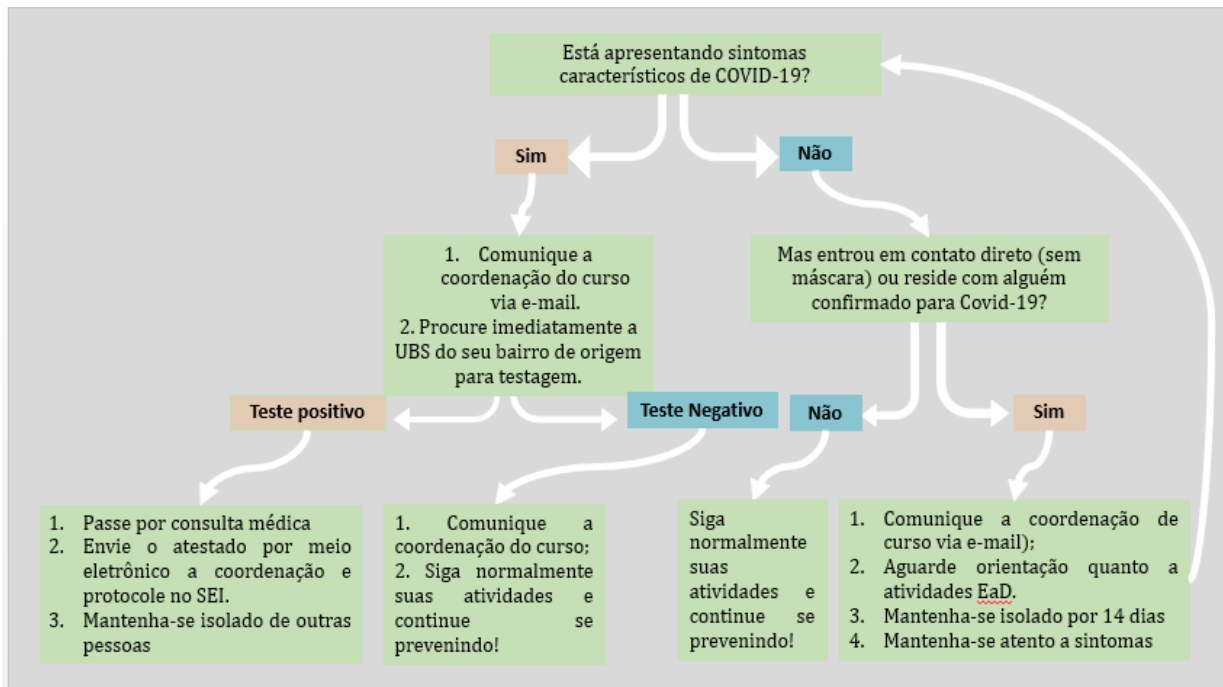 Está apresentando sintomas
característicos de COVID-19?
Sim
Não
1. Comunique a
coordenação do curso
via e-mail.
2. Procure imediatamente a
UBS do seu bairro de origem
para testagem.
Mas entrou em contato direto (sem
máscara) ou reside com alguém
confirmado para Covid-19?
Teste positivo
Teste Negativo
Não
Sim
1. Passe por consulta médica
2. Envie o atestado por meio
eletrônico a coordenação e
protocole no SEI.
3. Mantenha-se isolado de outras
pessoas
1. Comunique a
coordenação do curso;
2. Siga normalmente
suas atividades e
continue se
prevenindo!
Siga
normalmente
suas
atividades e
continue se
prevenindo!
1. Comunique a coordenação de
curso via e-mail);
2. Aguarde orientação quanto a
atividades EaD.
3. Mantenha-se isolado por 14 dias
4. Mantenha-se atento a sintomas